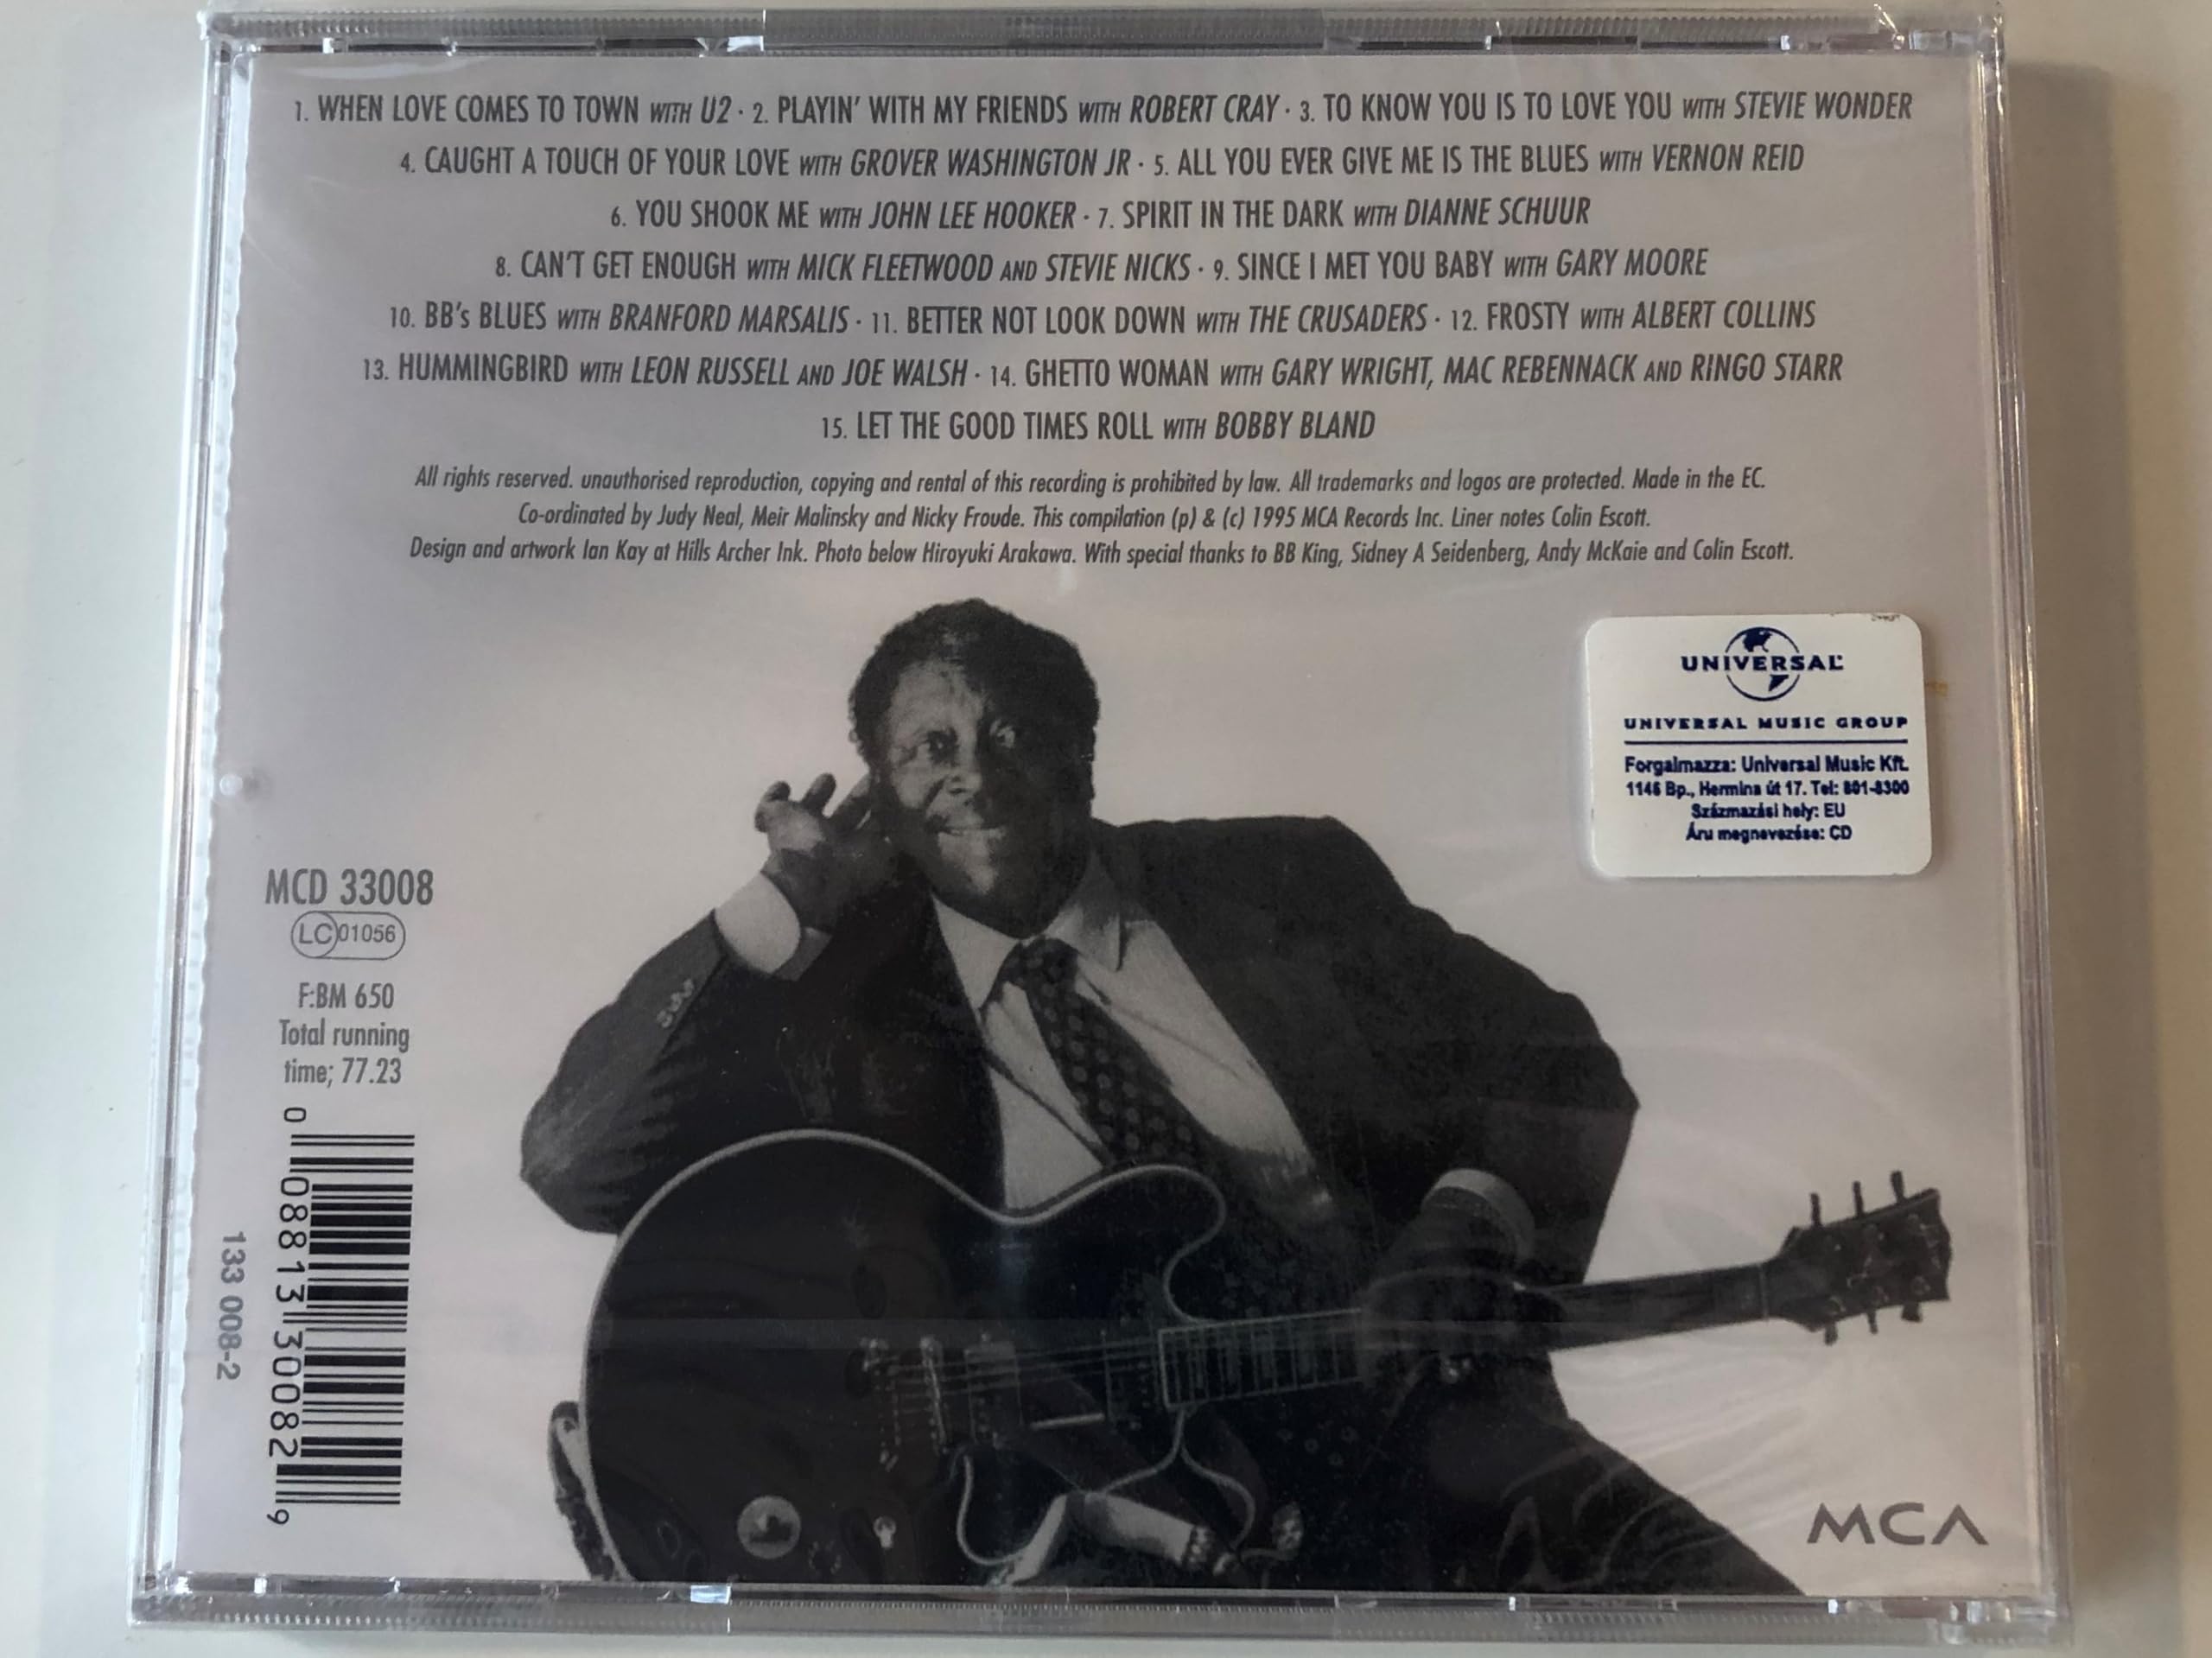 1. WHEN LOVE COMES TO TOWN WITH U2 · 2. PLAYIN' WITH MY FRIENDS WITH ROBERT CRAY · 3. TO KNOW YOU IS TO LOVE YOU WITH STEVIE WONDER
4. CAUGHT A TOUCH OF YOUR LOVE WITH GROVER WASHINGTON JR · 5. ALL YOU EVER GIVE ME IS THE BLUES WITH VERNON REID
6. YOU SHOOK ME WITH JOHN LEE HOOKER · 7. SPIRIT IN THE DARK WITH DIANNE SCHUUR
8. CAN'T GET ENOUGH WITH MICK FLEETWOOD AND STEVIE NICKS · 9. SINCE I MET YOU BABY WITH GARY MOORE
10. BB's BLUES WITH BRANFORD MARSALIS · 11. BETTER NOT LOOK DOWN WITH THE CRUSADERS · 12. FROSTY WITH ALBERT COLLINS
13. HUMMINGBIRD WITH LEON RUSSELL AND JOE WALSH · 14. GHETTO WOMAN WITH GARY WRIGHT, MAC REBENNACK AND RINGO STARR
15. LET THE GOOD TIMES ROLL WITH BOBBY BLAND
All rights reserved. unauthorised reproduction, copying and rental of this recording is prohibited by law. All trademarks and logos are protected. Made in the EC.
Co-ordinated by Judy Neal, Meir Malinsky and Nicky Froude. This compilation (p) & (c) 1995 MCA Records Inc. Liner notes Colin Escott.
Design and artwork Ian Kay at Hills Archer Ink. Photo below Hiroyuki Arakawa. With special thanks to BB King, Sidney A Seidenberg, Andy McKaie and Colin Escott.
UNIVERSAL
UNIVERSAL MUSIC GROUP
Forgalmazza: Universal Music Kft.
1146 Bp., Hermina út 17. Tel: 801-8300
Százmazási hely: EU
Áru megnevezése: CD
MCD 33008
LC 01056
F:BM 650
Total running
time; 77.23
0 08813 30082 9
133 008-2
MCA